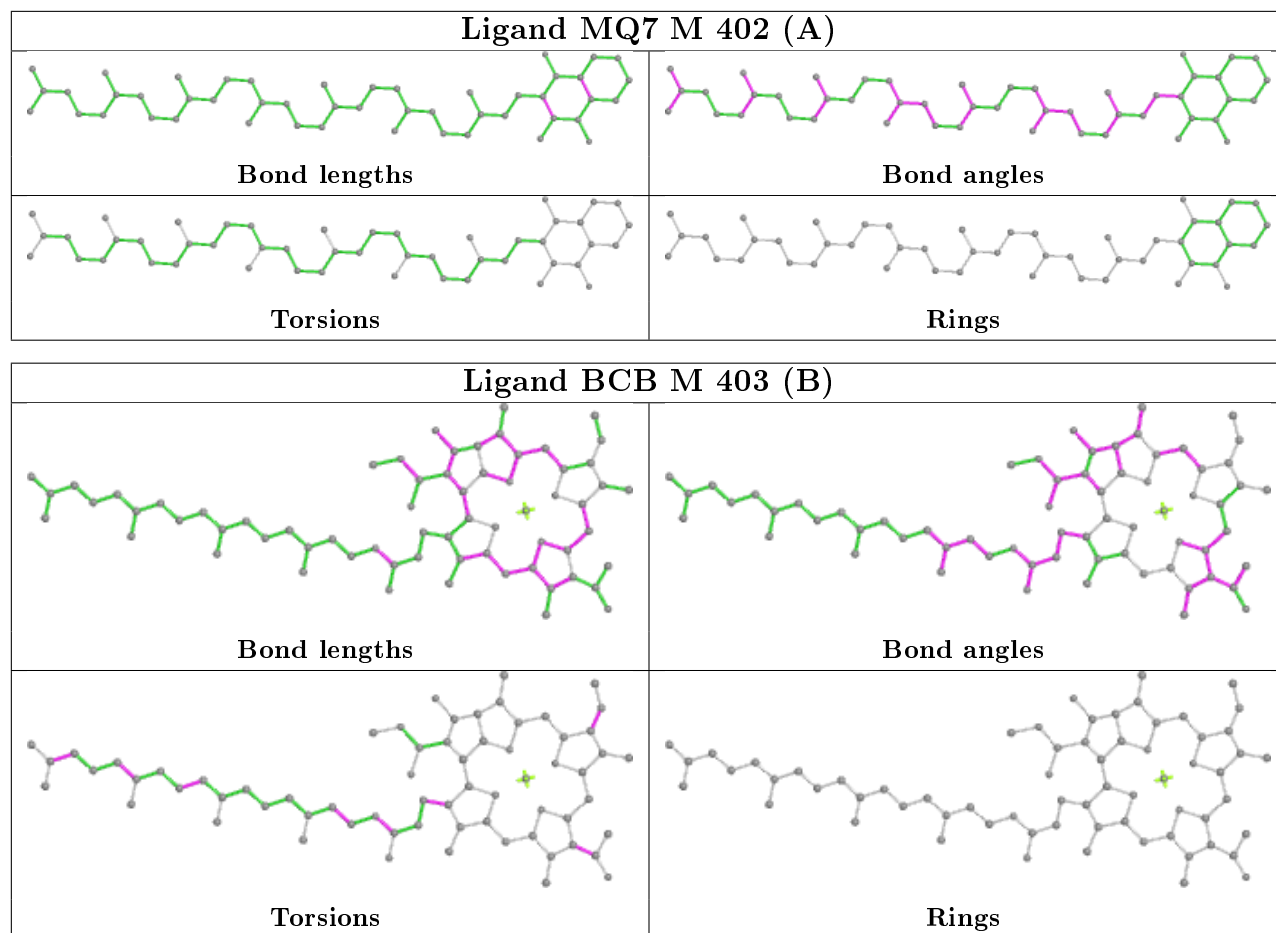 Ligand MQ7 M 402 (A)
Bond lengths
Bond angles
Torsions
Rings
Ligand BCB M 403 (B)
Bond lengths
Bond angles
Torsions
Rings